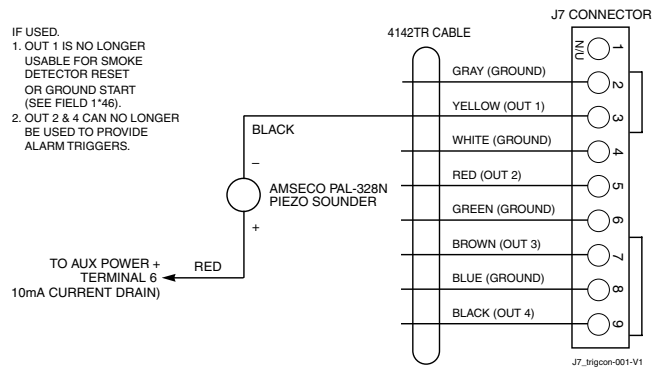 J7 CONNECTOR
4142TR CABLE
IF USED.
1. OUT 1 IS NO LONGER
USABLE FOR SMOKE
DETECTOR RESET
OR GROUND START
(SEE FIELD 1*46).
2. OUT 2 & 4 CAN NO LONGER
BE USED TO PROVIDE
ALARM TRIGGERS.
N/U
1
GRAY (GROUND)
2
YELLOW (OUT 1)
3
WHITE (GROUND)
4
RED (OUT 2)
5
GREEN (GROUND)
6
BROWN (OUT 3)
7
BLUE (GROUND)
8
BLACK (OUT 4)
9
BLACK
–
AMSECO PAL-328N
PIEZO SOUNDER
+
RED
TO AUX POWER +
TERMINAL 6
10mA CURRENT DRAIN)
J7_trigcon-001-V1